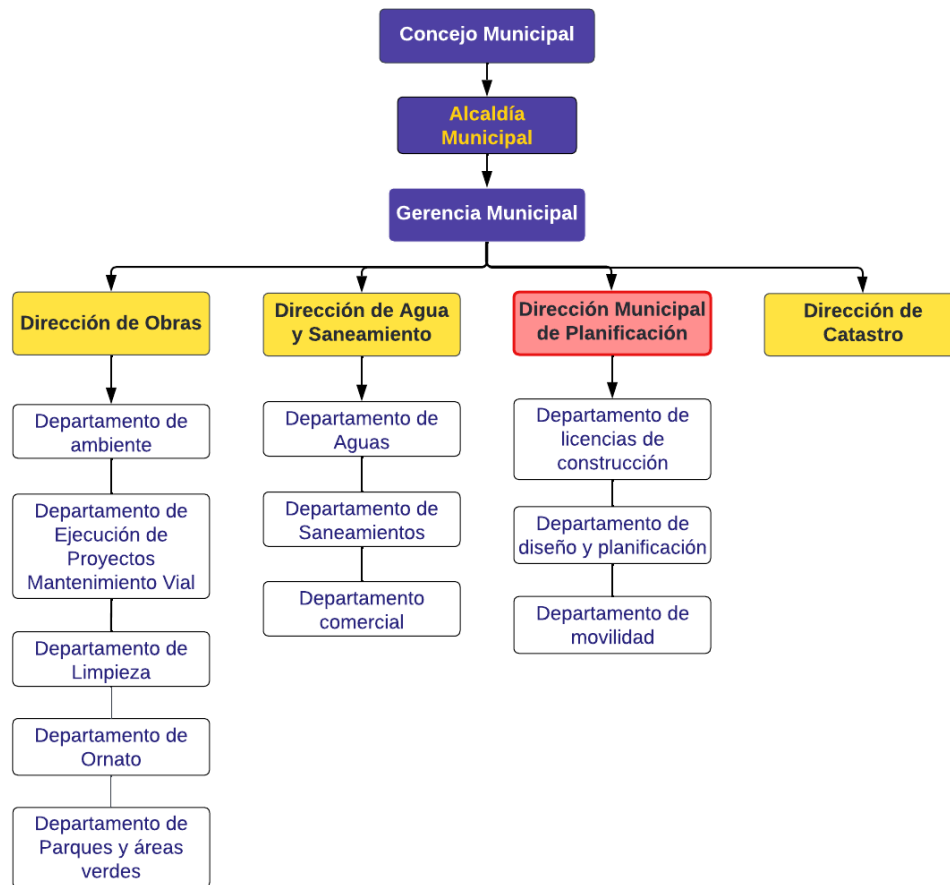 Concejo Municipal
Alcaldía
Municipal
Gerencia Municipal
Dirección de Obras
Dirección de Agua
y Saneamiento
Dirección Municipal
de Planificación
Dirección de
Catastro
Departamento de
ambiente
Departamento de
Ejecución de
Proyectos
Mantenimiento Vial
Departamento de
Limpieza
Departamento de
Ornato
Departamento de
Parques y áreas
verdes
Departamento de
Aguas
Departamento de
Saneamientos
Departamento
comercial
Departamento de
licencias de
construcción
Departamento de
diseño y planificación
Departamento de
movilidad